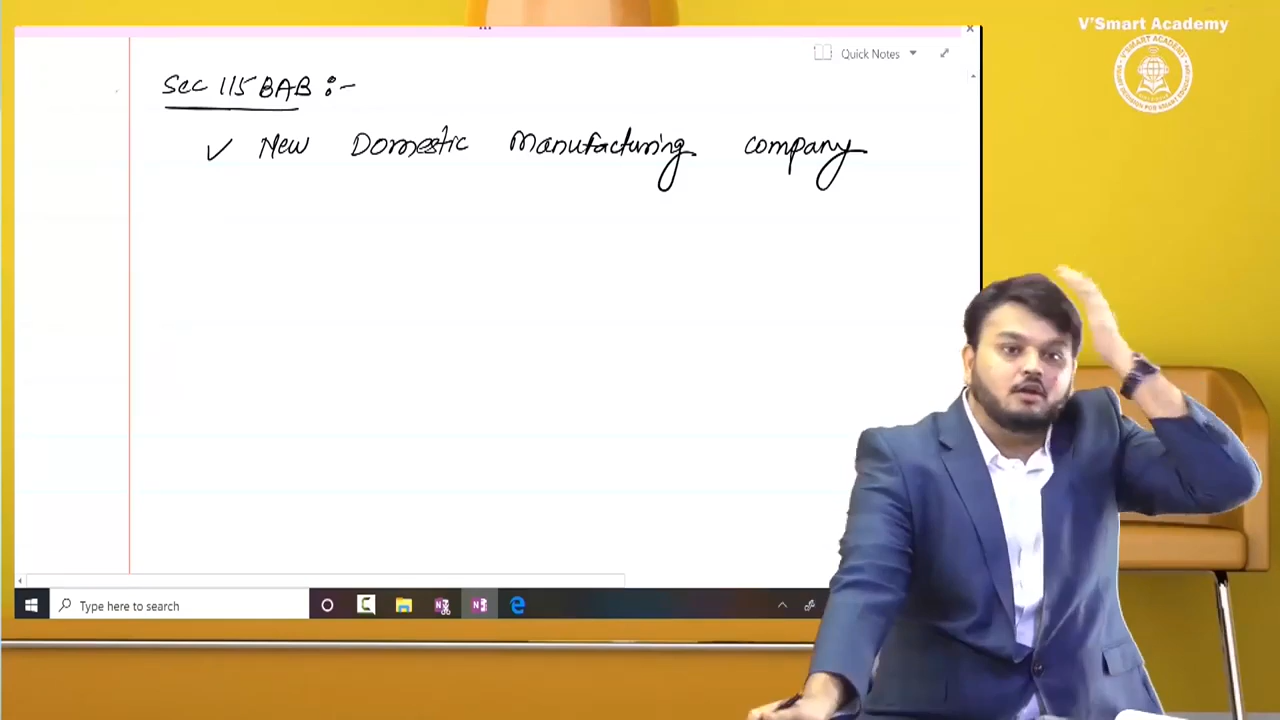 V'Smart Academy
Quick Notes
Sec 115BAB :-
✓ New Domestic Manufacturing company
Type here to search